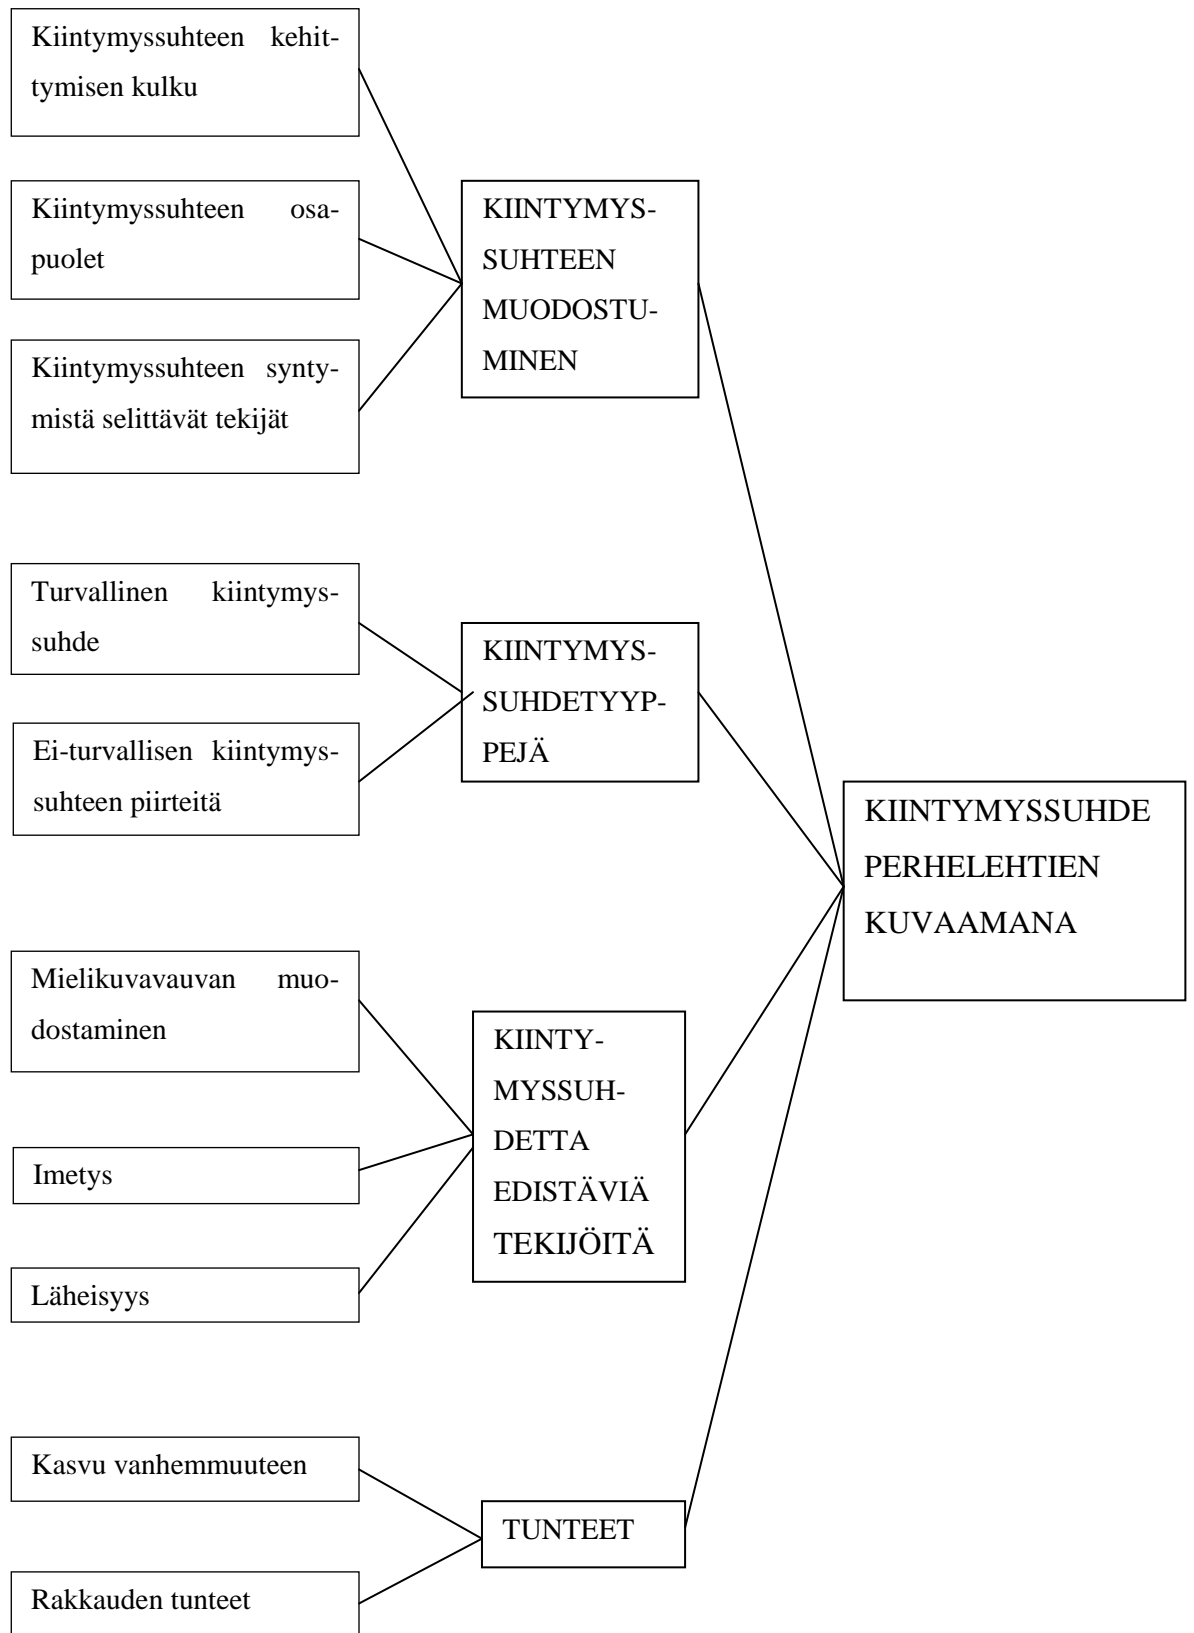 Kiintymyssuhteen kehit-
tymisen kulku
Kiintymyssuhteen osa-
puolet
Kiintymyssuhteen synty-
mistä selittävät tekijät
KIINTYMYS-
SUHTEEN
MUODOSTU-
MINEN
Turvallinen kiintymys-
suhde
Ei-turvallisen kiintymys-
suhteen piirteitä
KIINTYMYS-
SUHDETYYP-
PEJÄ
Mielikuvavauvan muo-
dostaminen
Imetys
Läheisyys
KIINTY-
MYSSUH-
DETTA
EDISTÄVIÄ
TEKIJÖITÄ
Kasvu vanhemmuuteen
Rakkauden tunteet
TUNTEET
KIINTYMYSSUHDE
PERHELEHTIEN
KUVAAMANA